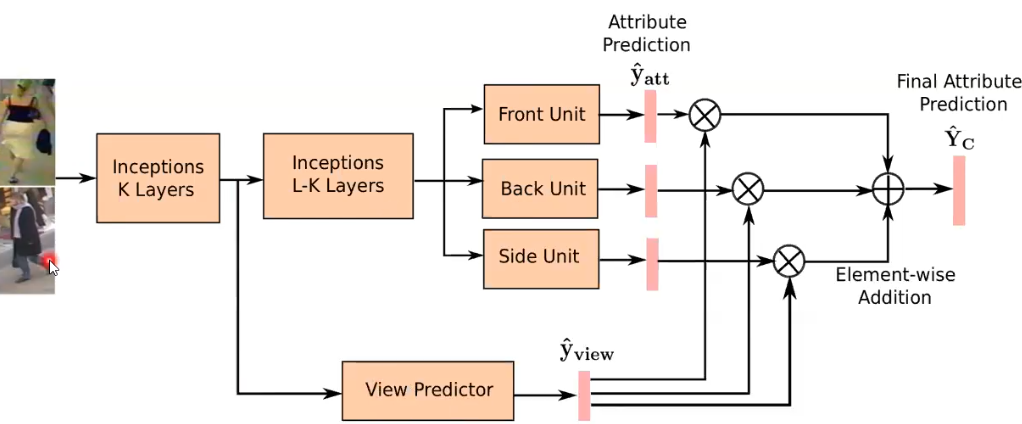 Attribute
Prediction
ŷatt
Final Attribute
Prediction
ŶC
Front Unit
Inceptions
K Layers
Inceptions
L-K Layers
Back Unit
Side Unit
Element-wise
Addition
ŷview
View Predictor